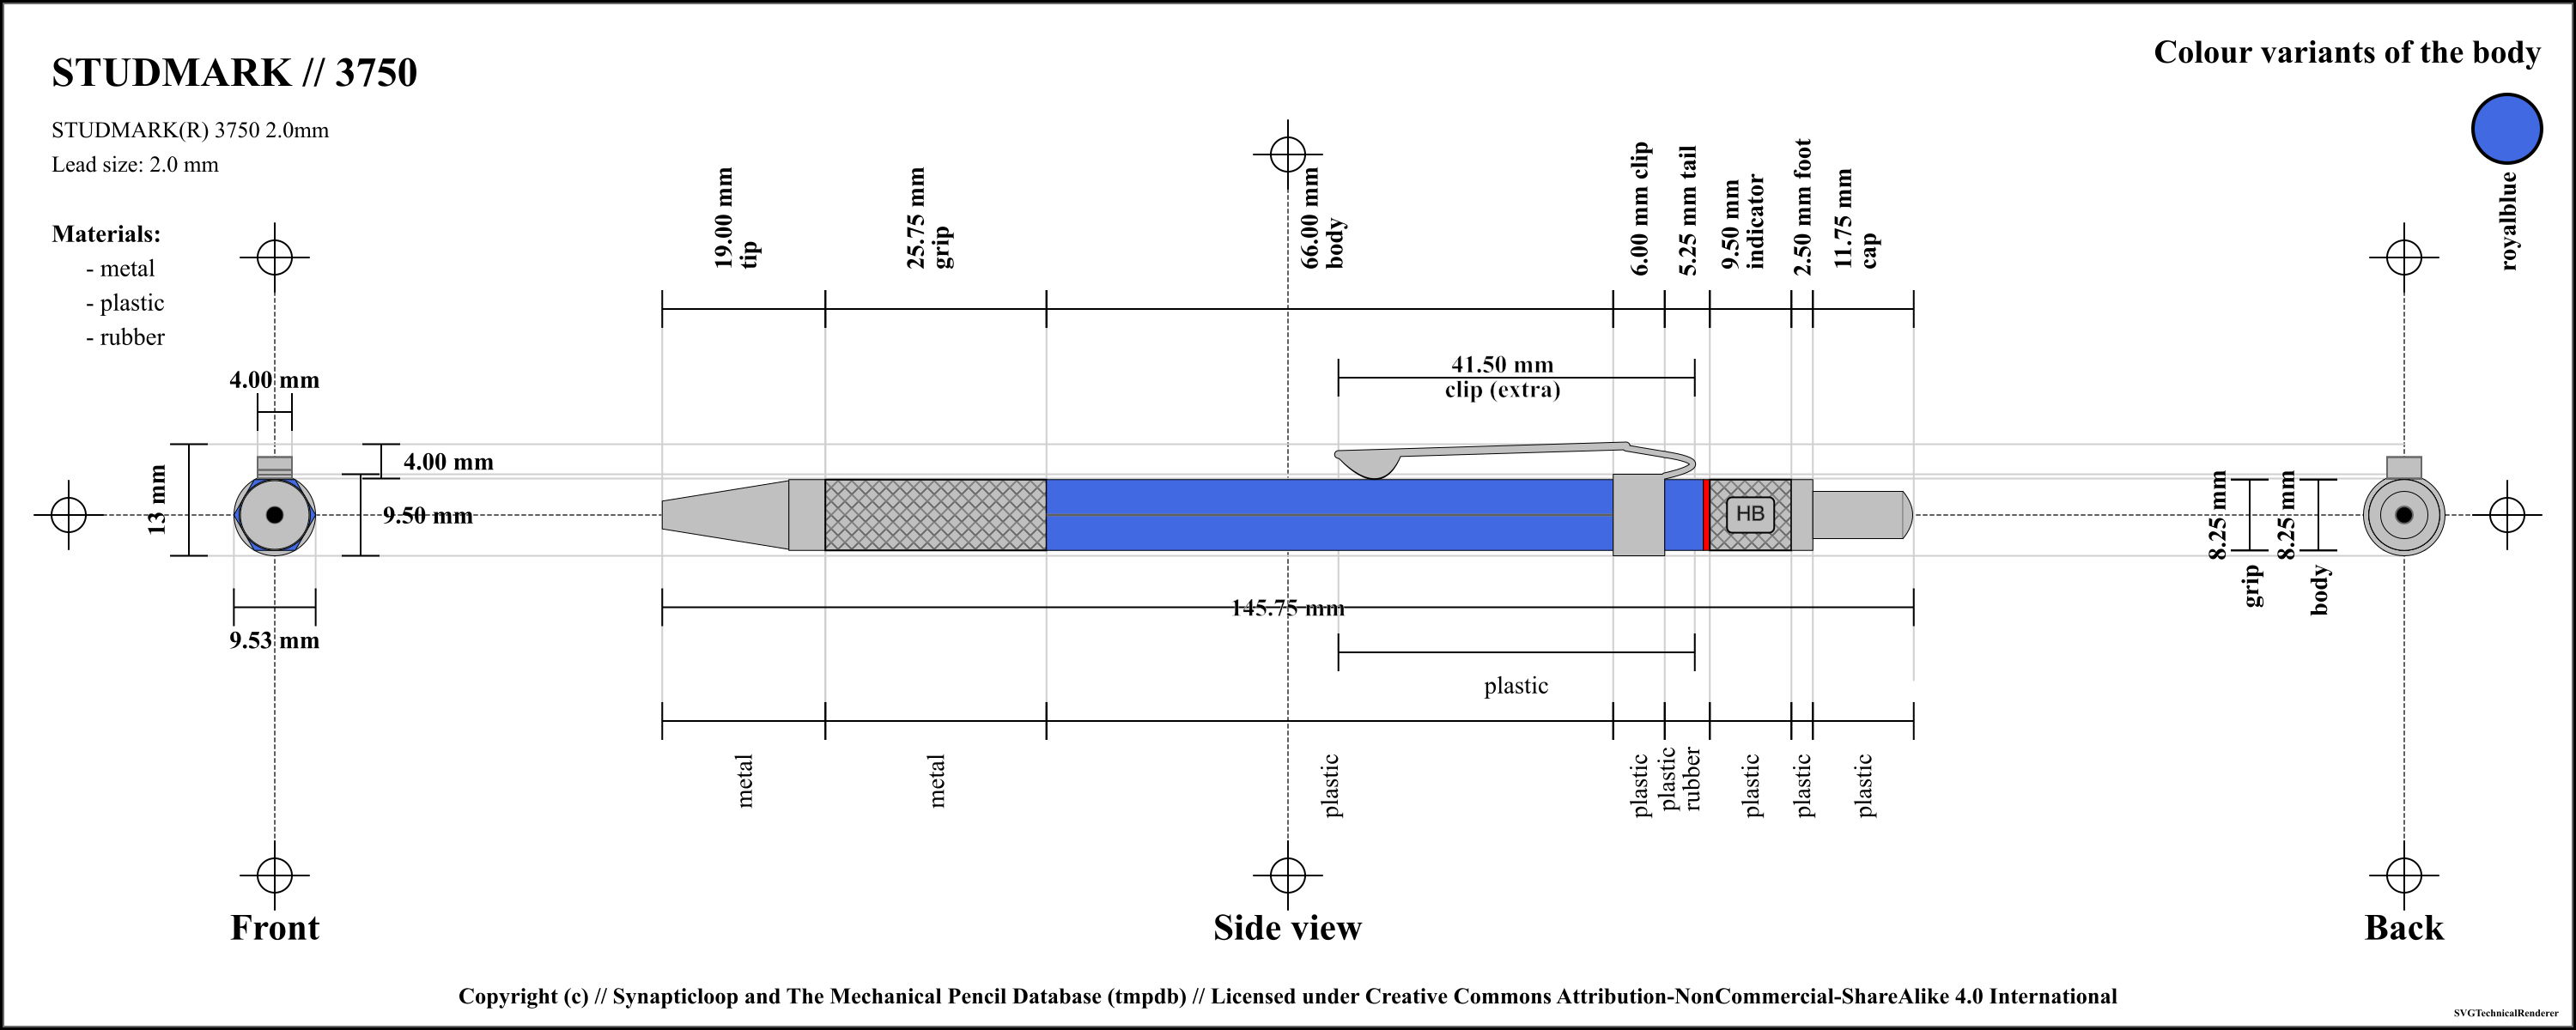 STUDMARK // 3750
STUDMARK(R) 3750 2.0mm
Lead size: 2.0 mm
Materials:
- metal
- plastic
- rubber
Colour variants of the body
royalblue
19.00 mm
tip
25.75 mm
grip
66.00 mm
body
6.00 mm clip
5.25 mm tail
9.50 mm
indicator
2.50 mm foot
11.75 mm
cap
41.50 mm
clip (extra)
4.00 mm
13 mm
4.00 mm
9.50 mm
9.53 mm
HB
8.25 mm
grip
8.25 mm
body
145.75 mm
plastic
metal
metal
plastic
plastic
plastic
rubber
plastic
plastic
plastic
Front
Side view
Back
Copyright (c) // Synapticloop and The Mechanical Pencil Database (tmpdb) // Licensed under Creative Commons Attribution-NonCommercial-ShareAlike 4.0 International
SVGTechnicalRenderer